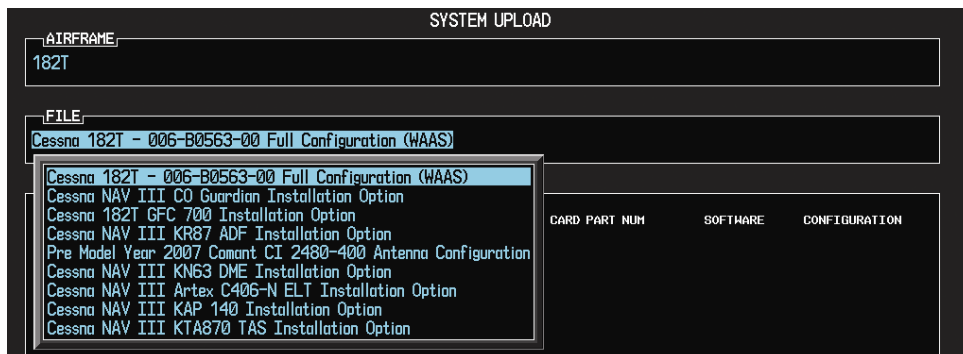 SYSTEM UPLOAD
AIRFRAME
182T
FILE
Cessna 182T - 006-B0563-00 Full Configuration (WAAS)
Cessna 182T - 006-B0563-00 Full Configuration (WAAS)
Cessna NAV III CO Guardian Installation Option
Cessna 182T GFC 700 Installation Option
Cessna NAV III KR87 ADF Installation Option
Pre Model Year 2007 Comant CI 2480-400 Antenna Configuration
Cessna NAV III KN63 DME Installation Option
Cessna NAV III Artex C406-N ELT Installation Option
Cessna NAV III KAP 140 Installation Option
Cessna NAV III KTA870 TAS Installation Option
CARD PART NUM SOFTWARE CONFIGURATION